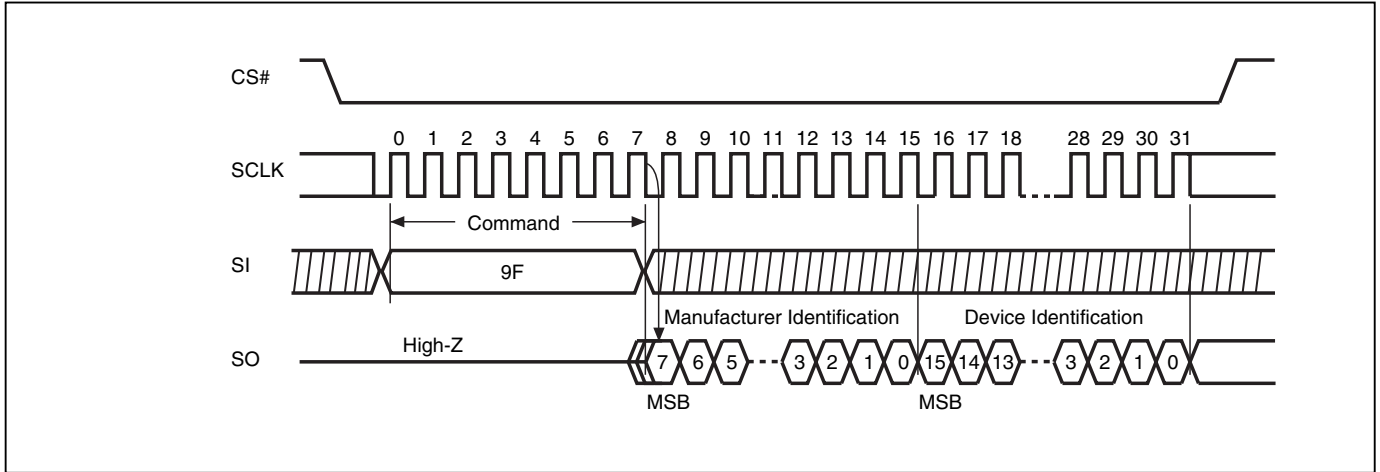 CS#
0 1 2 3 4 5 6 7 8 9 10 11 12 13 14 15 16 17 18 28 29 30 31
SCLK
Command
SI
9F
Manufacturer Identification Device Identification
High-Z
SO
7 6 5 3 2 1 0 15 14 13 3 2 1 0
MSB MSB